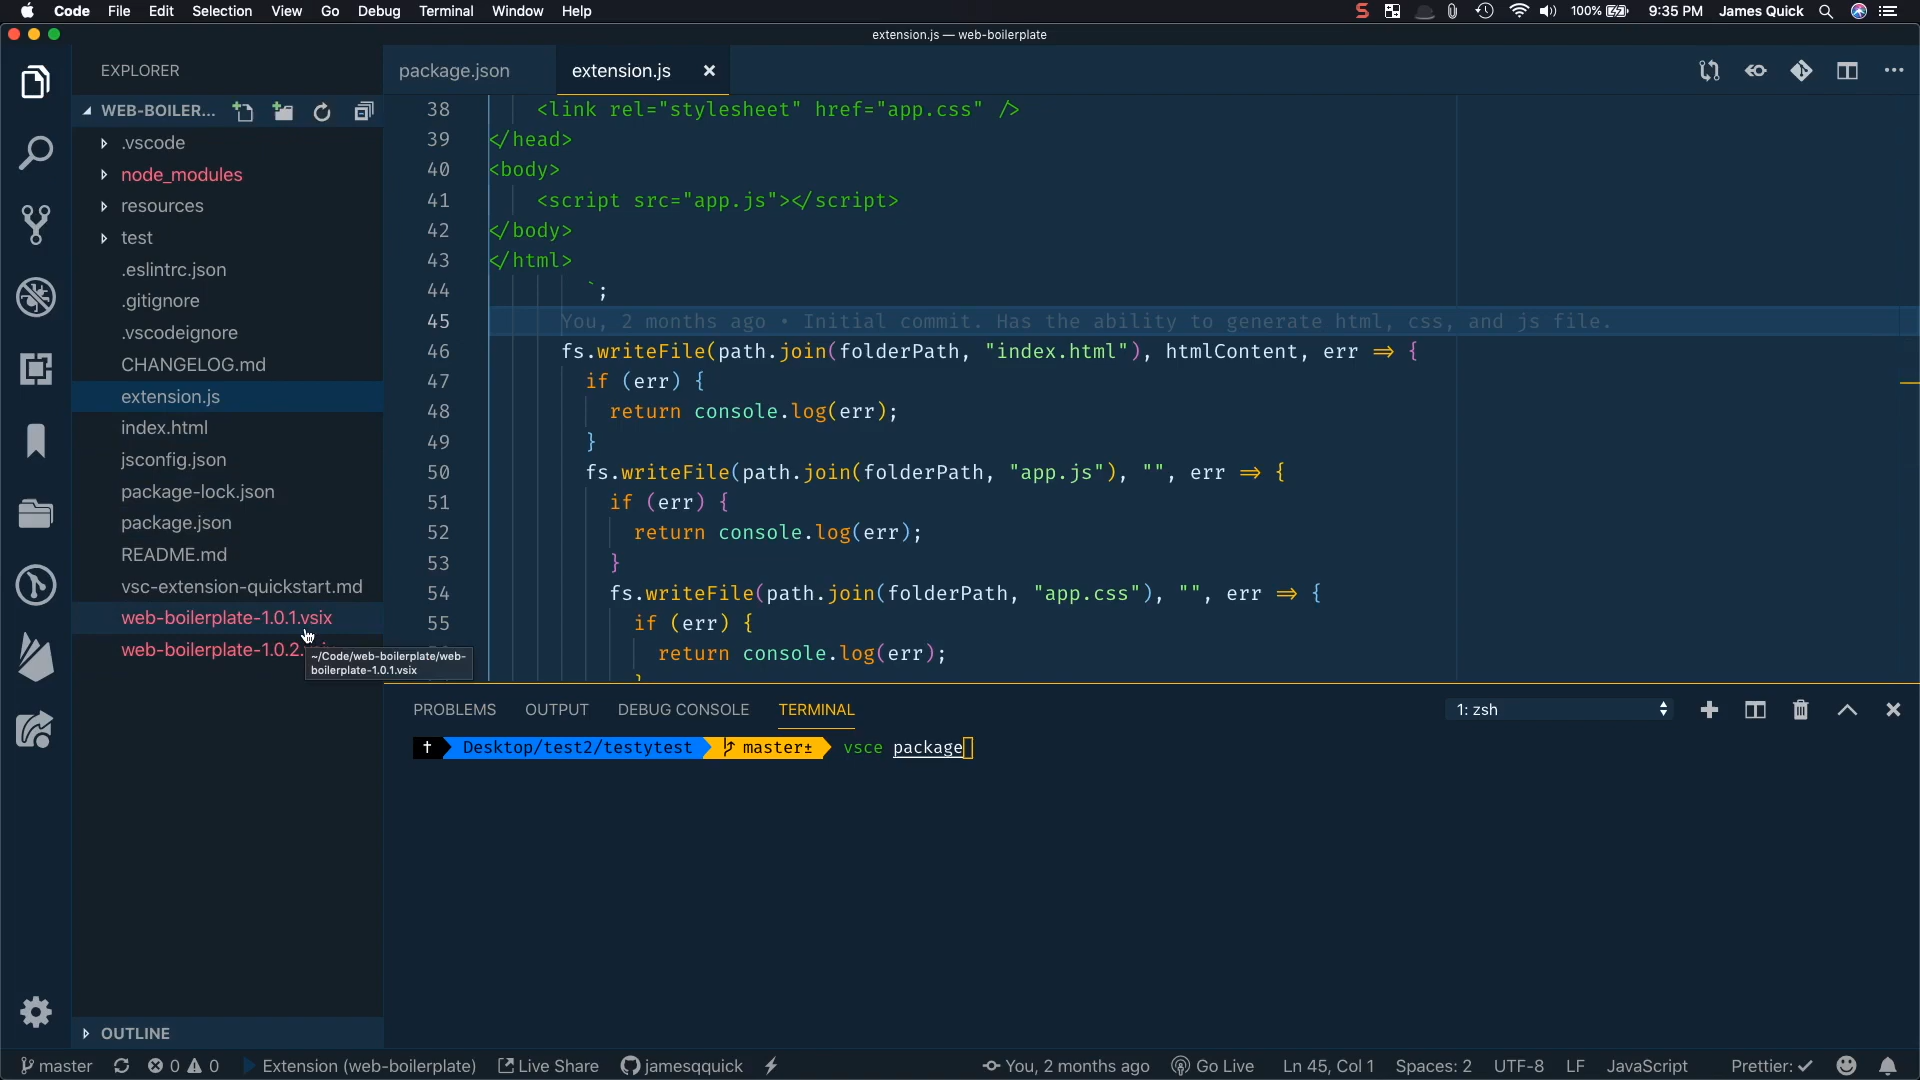 Code File Edit Selection View Go Debug Terminal Window Help
100% 9:35 PM James Quick
extension.js — web-boilerplate
EXPLORER
WEB-BOILER...
.vscode
node_modules
resources
test
.eslintrc.json
.gitignore
.vscodeignore
CHANGELOG.md
extension.js
index.html
jsconfig.json
package-lock.json
package.json
README.md
vsc-extension-quickstart.md
web-boilerplate-1.0.1.vsix
web-boilerplate-1.0.2.
~/Code/web-boilerplate/web-
boilerplate-1.0.1.vsix
OUTLINE
package.json extension.js
38 <link rel="stylesheet" href="app.css" />
39 </head>
40 <body>
41 <script src="app.js"></script>
42 </body>
43 </html>
44 `;
45 You, 2 months ago • Initial commit. Has the ability to generate html, css, and js file.
46 fs.writeFile(path.join(folderPath, "index.html"), htmlContent, err => {
47 if (err) {
48 return console.log(err);
49 }
50 fs.writeFile(path.join(folderPath, "app.js"), "", err => {
51 if (err) {
52 return console.log(err);
53 }
54 fs.writeFile(path.join(folderPath, "app.css"), "", err => {
55 if (err) {
return console.log(err);
}
PROBLEMS OUTPUT DEBUG CONSOLE TERMINAL
1: zsh
† Desktop/test2/testytest master± vsce package
master 0 0 Extension (web-boilerplate) Live Share jamesqquick You, 2 months ago Go Live Ln 45, Col 1 Spaces: 2 UTF-8 LF JavaScript Prettier: ✓